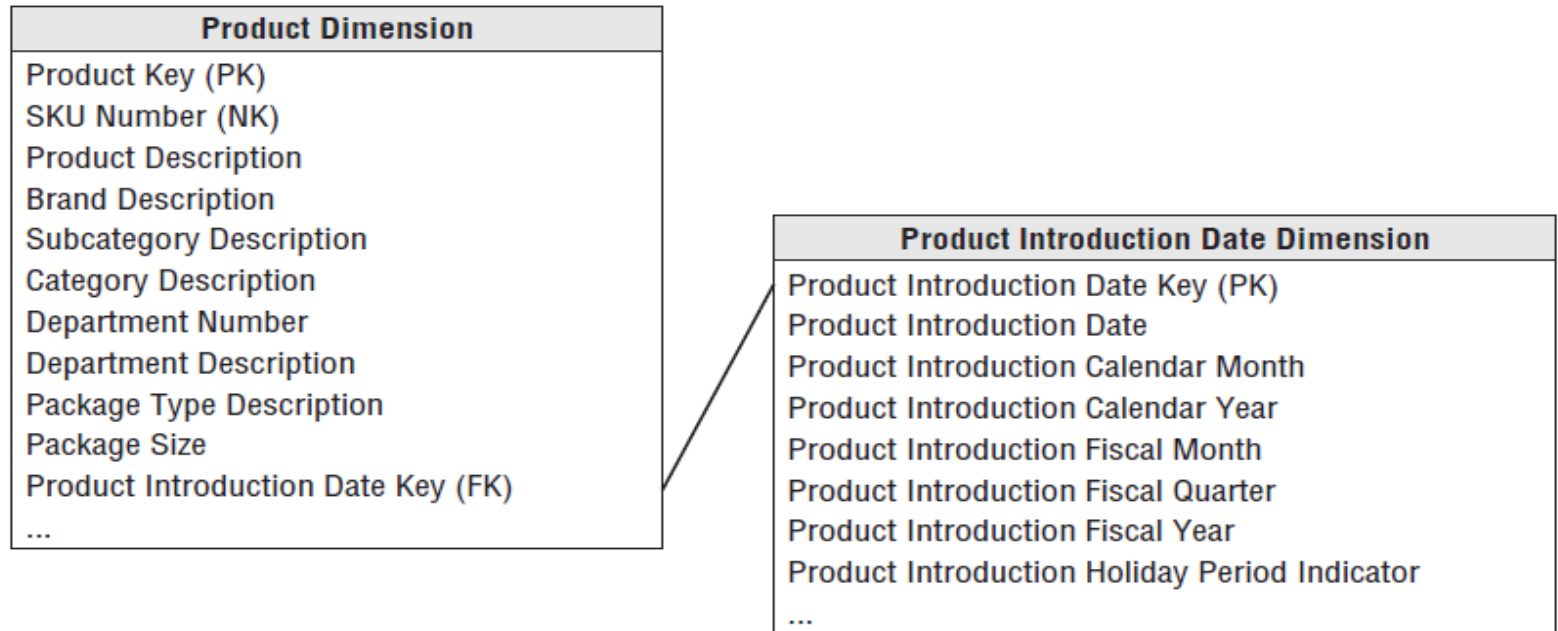 Product Dimension
Product Key (PK)
SKU Number (NK)
Product Description
Brand Description
Subcategory Description
Category Description
Department Number
Department Description
Package Type Description
Package Size
Product Introduction Date Key (FK)
...
Product Introduction Date Dimension
Product Introduction Date Key (PK)
Product Introduction Date
Product Introduction Calendar Month
Product Introduction Calendar Year
Product Introduction Fiscal Month
Product Introduction Fiscal Quarter
Product Introduction Fiscal Year
Product Introduction Holiday Period Indicator
...